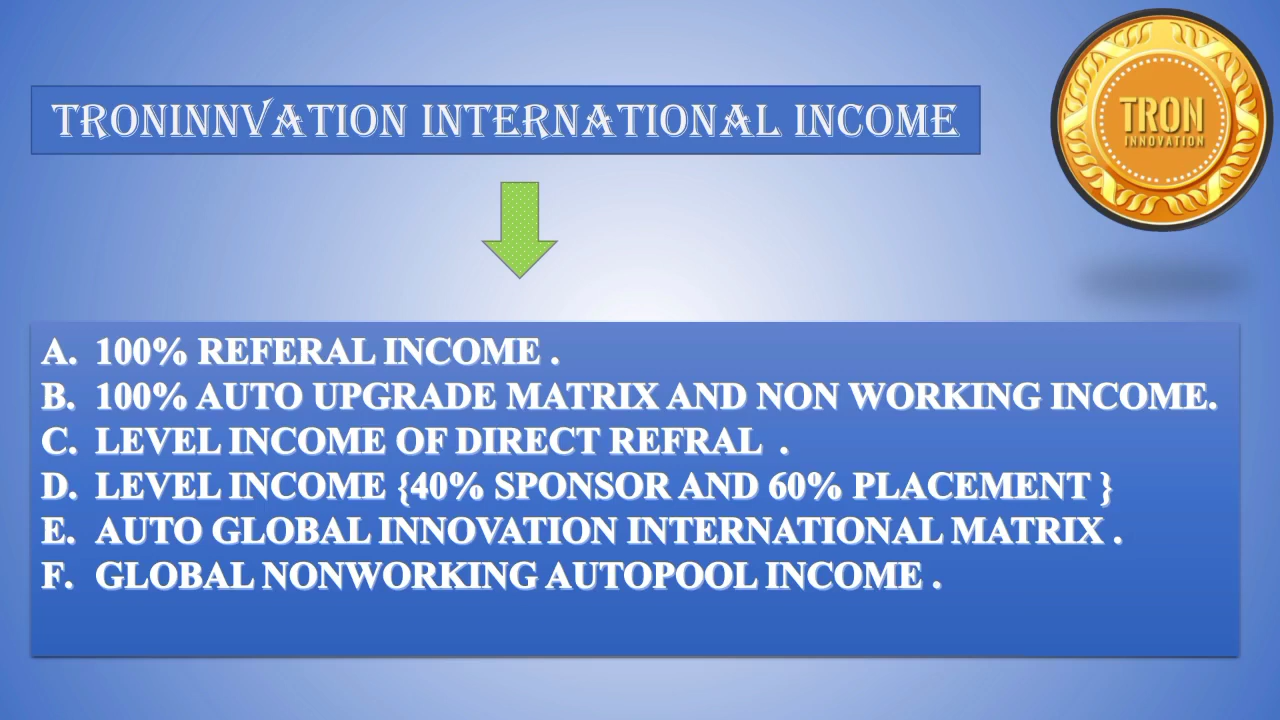 TRONINNVATION INTERNATIONAL INCOME
TRON
INNOVATION
A. 100% REFERAL INCOME .
B. 100% AUTO UPGRADE MATRIX AND NON WORKING INCOME.
C. LEVEL INCOME OF DIRECT REFRAL .
D. LEVEL INCOME {40% SPONSOR AND 60% PLACEMENT }
E. AUTO GLOBAL INNOVATION INTERNATIONAL MATRIX .
F. GLOBAL NONWORKING AUTOPOOL INCOME .